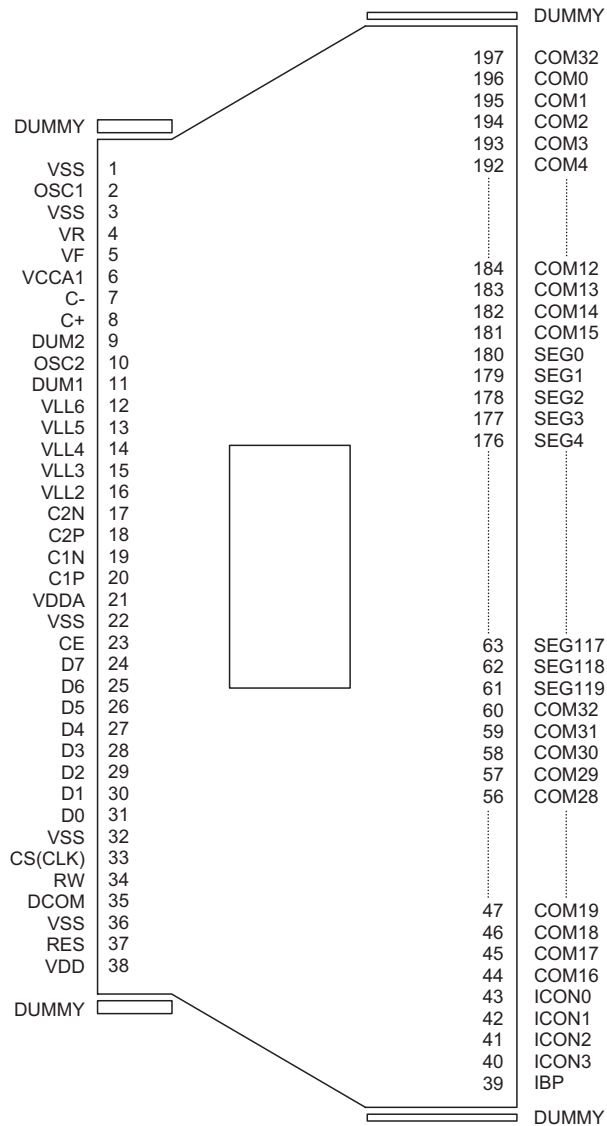 DUMMY
197 COM32
196 COM0
195 COM1
194 COM2
193 COM3
192 COM4
184 COM12
183 COM13
182 COM14
181 COM15
180 SEG0
179 SEG1
178 SEG2
177 SEG3
176 SEG4
63 SEG117
62 SEG118
61 SEG119
60 COM32
59 COM31
58 COM30
57 COM29
56 COM28
47 COM19
46 COM18
45 COM17
44 COM16
43 ICON0
42 ICON1
41 ICON2
40 ICON3
39 IBP
DUMMY
DUMMY
VSS 1
OSC1 2
VSS 3
VR 4
VF 5
VCCA1 6
C- 7
C+ 8
DUM2 9
OSC2 10
DUM1 11
VLL6 12
VLL5 13
VLL4 14
VLL3 15
VLL2 16
C2N 17
C2P 18
C1N 19
C1P 20
VDDA 21
VSS 22
CE 23
D7 24
D6 25
D5 26
D4 27
D3 28
D2 29
D1 30
D0 31
VSS 32
CS(CLK) 33
RW 34
DCOM 35
VSS 36
RES 37
VDD 38
DUMMY